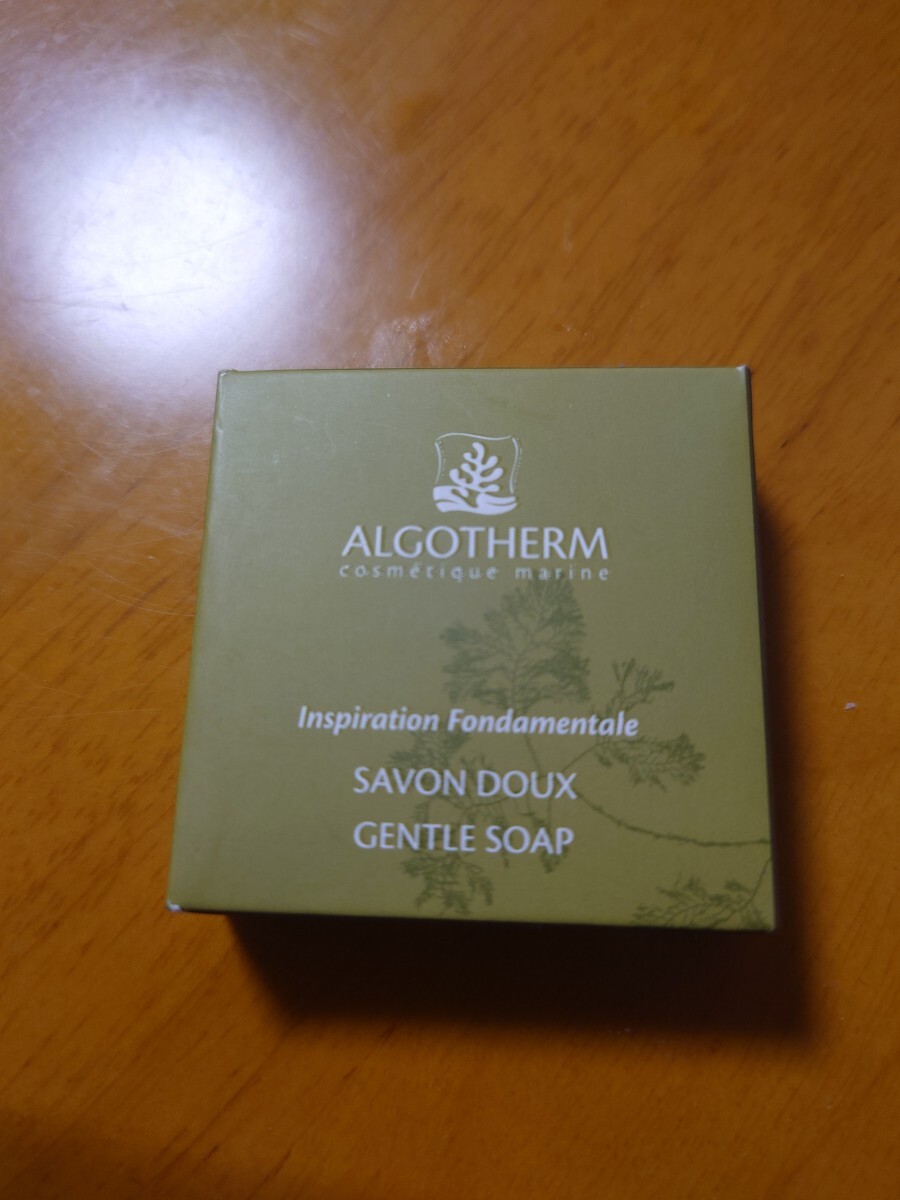 ALGOTHERM
cosmétique marine
Inspiration Fondamentale
SAVON DOUX
GENTLE SOAP